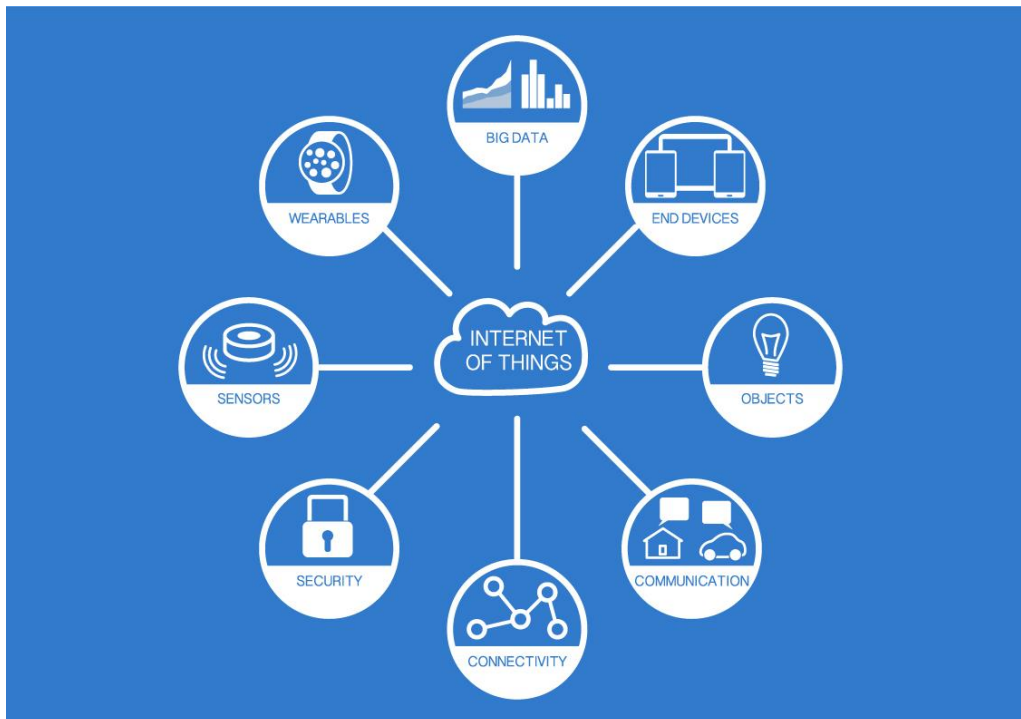 BIG DATA
WEARABLES
END DEVICES
INTERNET
OF THINGS
SENSORS
OBJECTS
SECURITY
COMMUNICATION
CONNECTIVITY